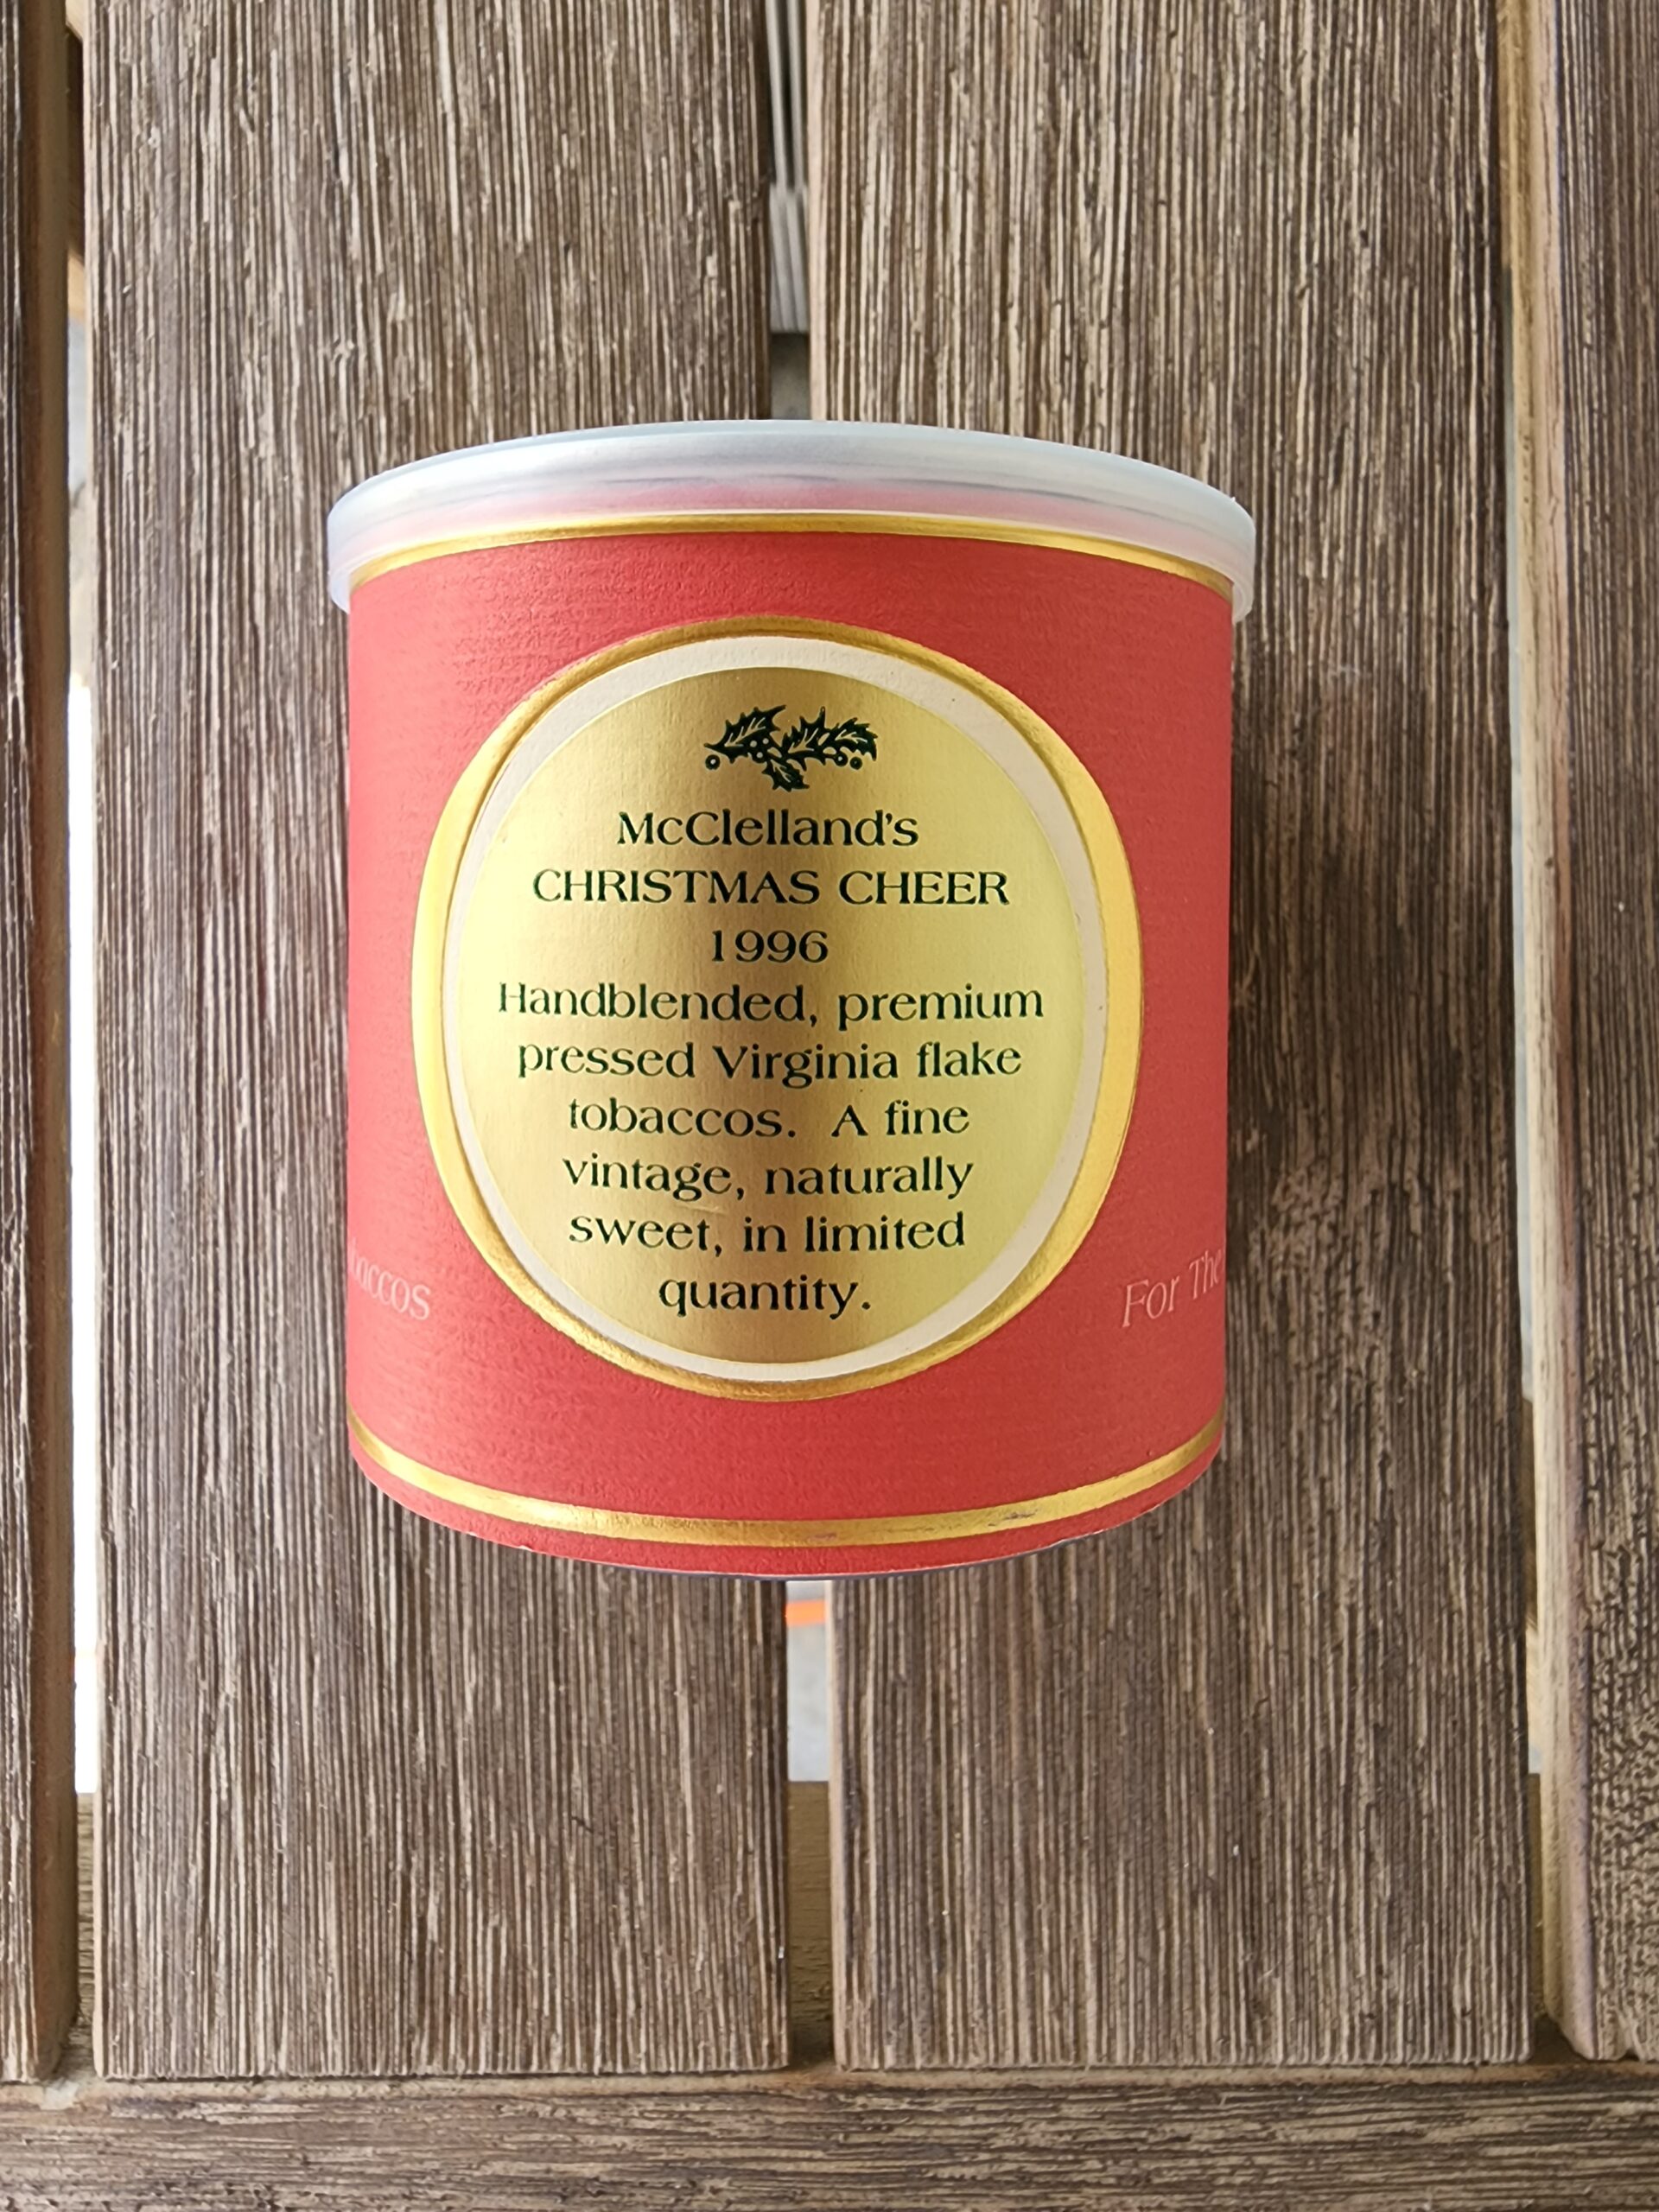 McClelland's
CHRISTMAS CHEER
1996
Handblended, premium
pressed Virginia flake
tobaccos. A fine
vintage, naturally
sweet, in limited
quantity.
For The